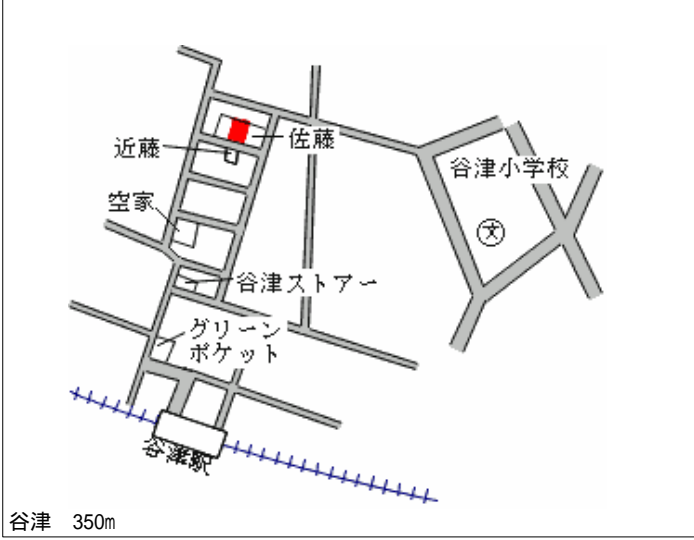 佐藤
近藤
谷津小学校
空家
文
谷津ストアー
グリーン
ポケット
谷津駅
谷津 350m